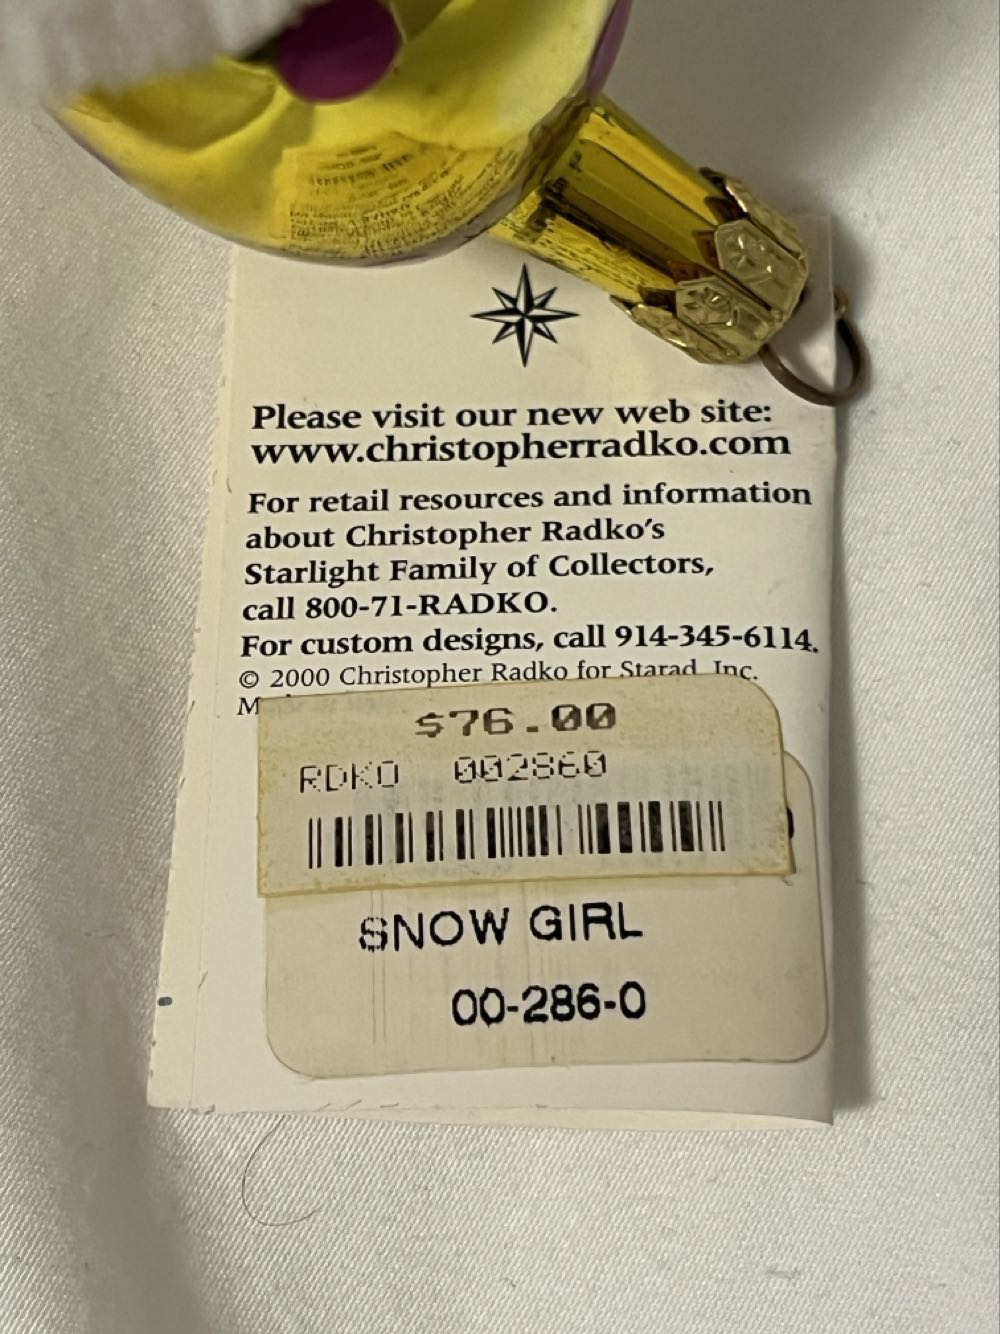 Please visit our new web site:
www.christopherradko.com
For retail resources and information
about Christopher Radko's
Starlight Family of Collectors,
call 800-71-RADKO.
For custom designs, call 914-345-6114.
© 2000 Christopher Radko for Starad, Inc.
$76.00
RDKO 002860
SNOW GIRL
00-286-0